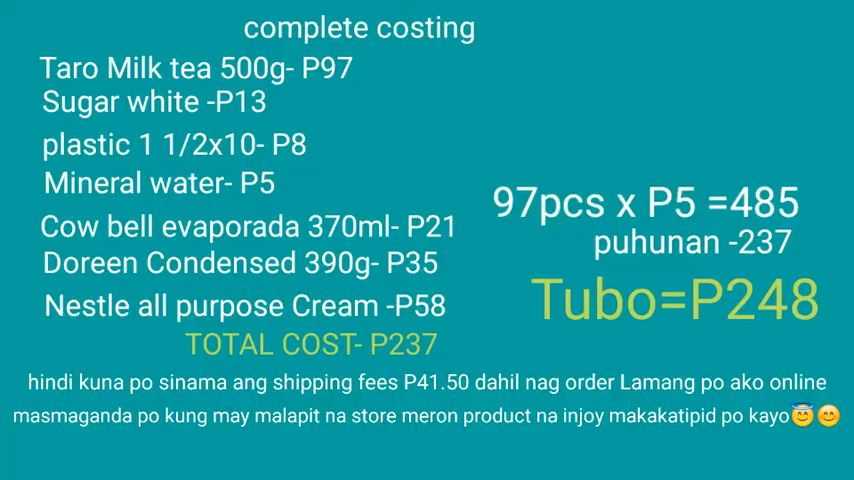 complete costing
Taro Milk tea 500g- P97
Sugar white -P13
plastic 1 1/2x10- P8
Mineral water- P5
Cow bell evaporada 370ml- P21
Doreen Condensed 390g- P35
Nestle all purpose Cream -P58
TOTAL COST- P237
97pcs x P5 =485
puhunan -237
Tubo=P248
hindi kuna po sinama ang shipping fees P41.50 dahil nag order Lamang po ako online
masmaganda po kung may malapit na store meron product na injoy makakatipid po kayo😇😊